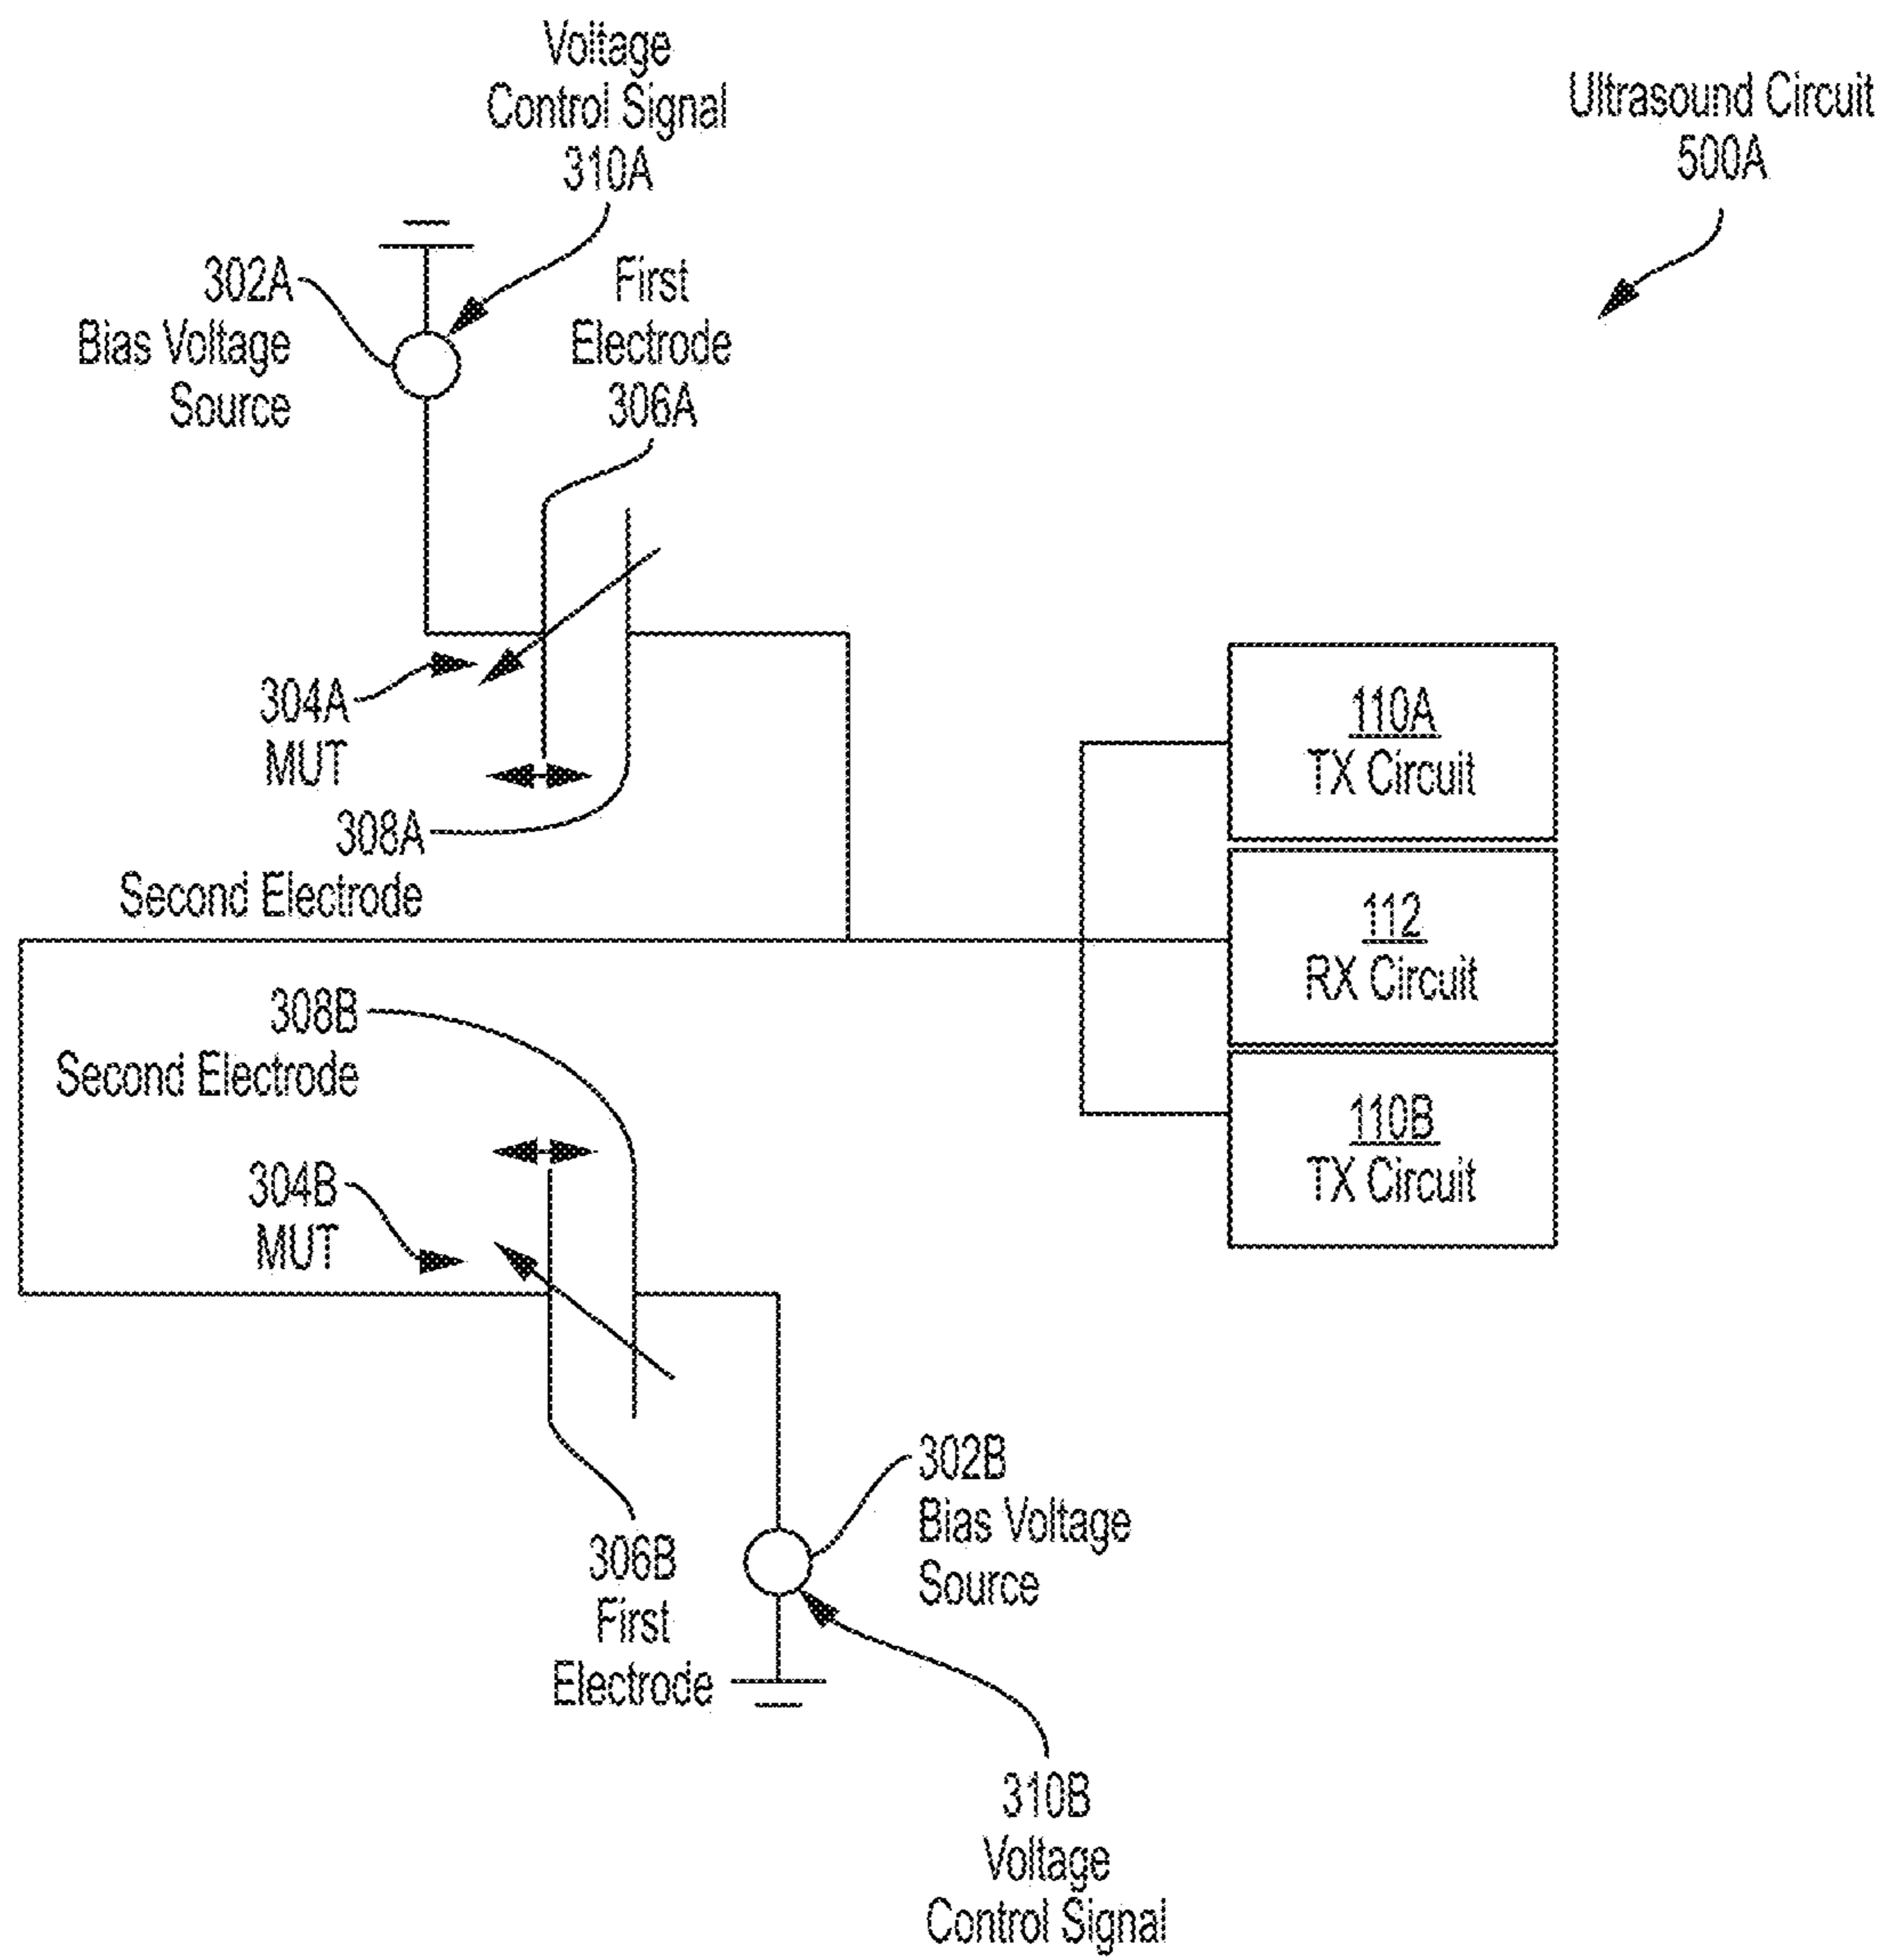 Voltage
Control Signal
310A
Ultrasound Circuit
500A
302A
Bias Voltage
Source
First
Electrode
306A
304A
MUT
308A
Second Electrode
110A
TX Circuit
112
RX Circuit
110B
TX Circuit
308B
Second Electrode
304B
MUT
306B
First
Electrode
302B
Bias Voltage
Source
310B
Voltage
Control Signal